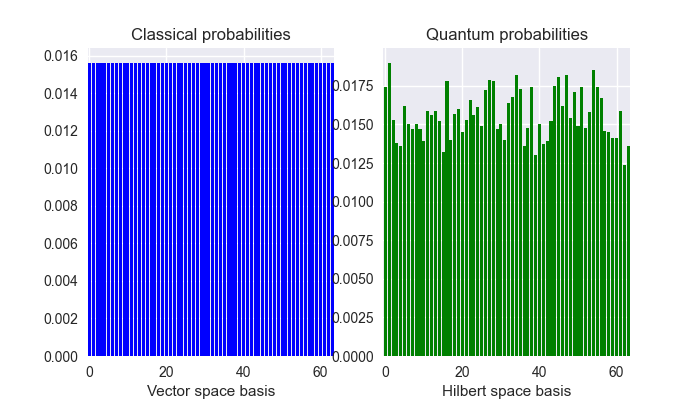 Classical probabilities
0.016
0.014
0.012
0.010
0.008
0.006
0.004
0.002
0.000
0 20 40 60
Vector space basis
Quantum probabilities
0.0175
0.0150
0.0125
0.0100
0.0075
0.0050
0.0025
0.0000
0 20 40 60
Hilbert space basis